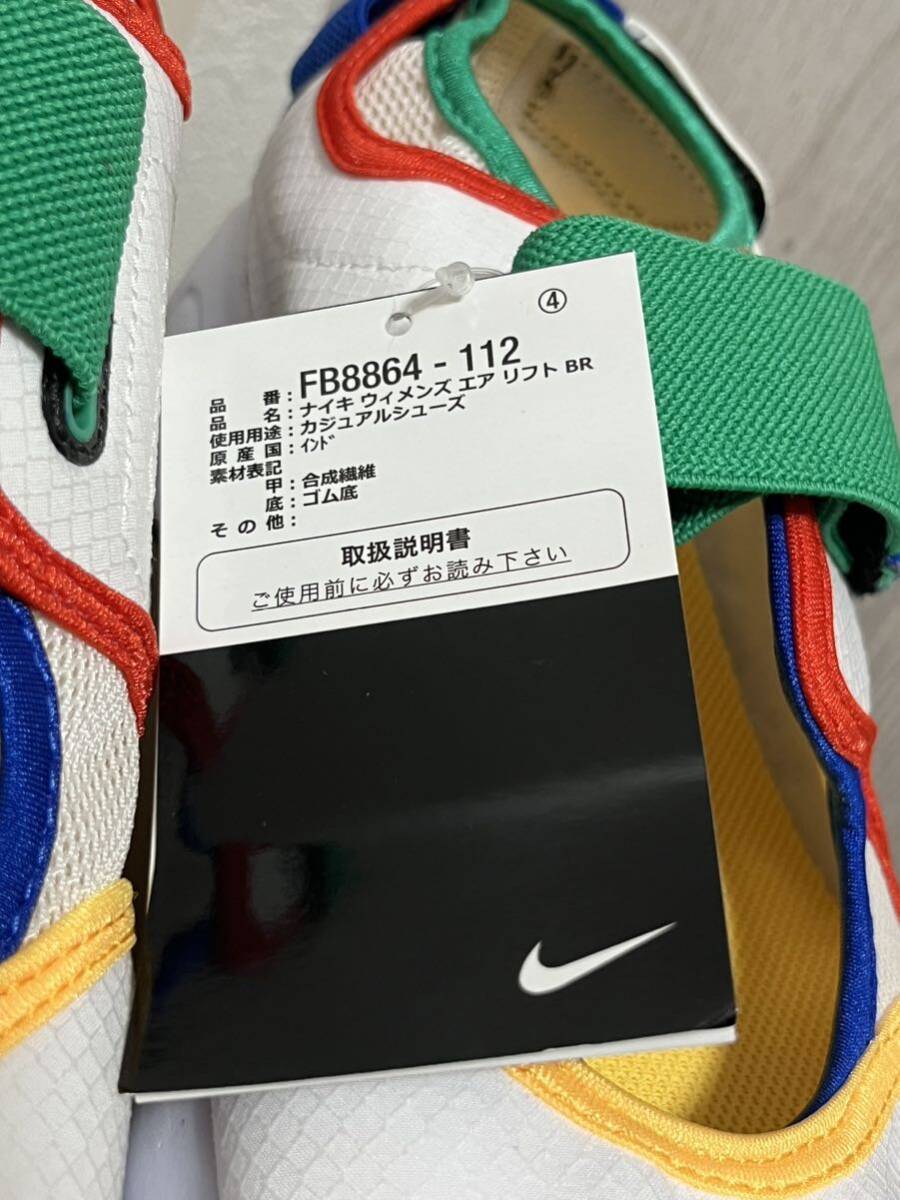 ④
品番：FB8864 - 112
品名：ナイキ ウィメンズ エア リフト BR
使用用途：カジュアルシューズ
原産国：ｲﾝﾄﾞ
素材表記
甲：合成繊維
底：ゴム底
その他：
取扱説明書
ご使用前に必ずお読み下さい